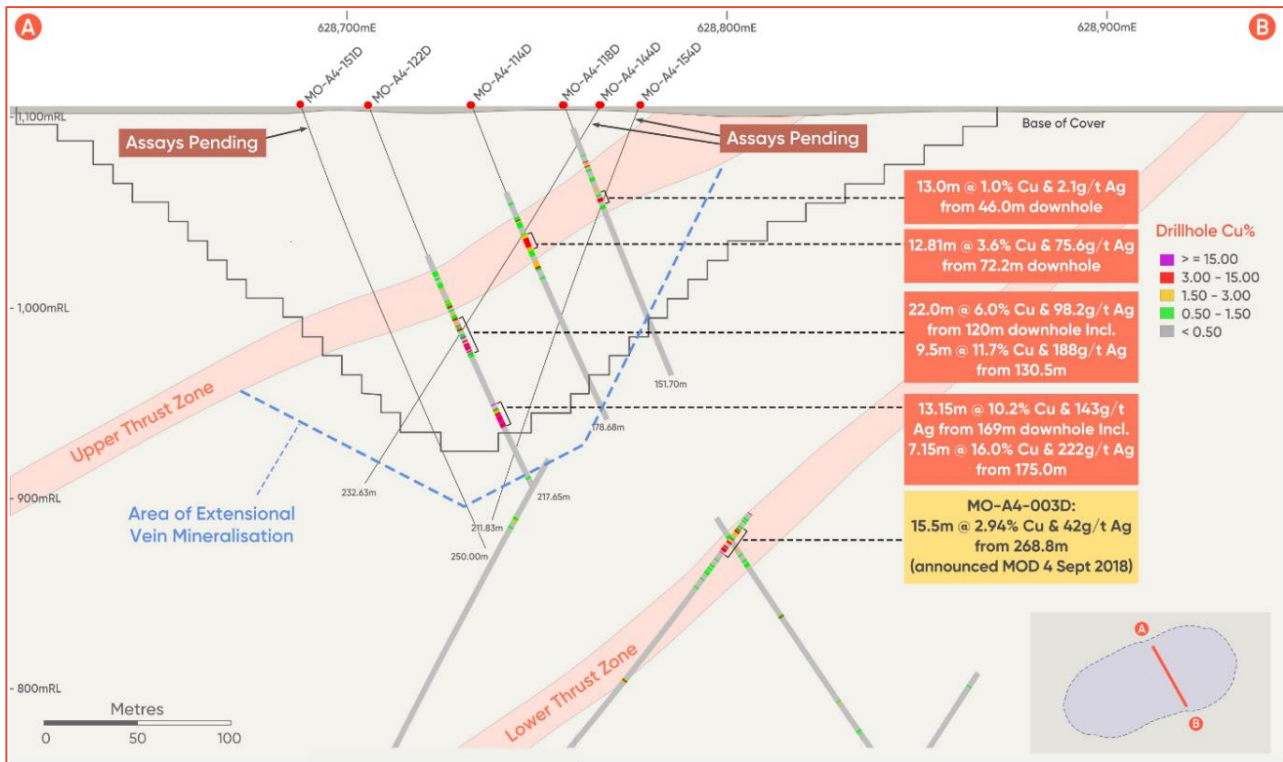 A
628,700mE
628,800mE
628,900mE
B
MO-A4-151D
MO-A4-122D
MO-A4-114D
MO-A4-118D
MO-A4-144D
MO-A4-154D
1,100mRL
Assays Pending
Assays Pending
Base of Cover
13.0m @ 1.0% Cu & 2.1g/t Ag
from 46.0m downhole
12.81m @ 3.6% Cu & 75.6g/t Ag
from 72.2m downhole
22.0m @ 6.0% Cu & 98.2g/t Ag
from 120m downhole Incl.
9.5m @ 11.7% Cu & 188g/t Ag
from 130.5m
13.15m @ 10.2% Cu & 143g/t
Ag from 169m downhole Incl.
7.15m @ 16.0% Cu & 222g/t Ag
from 175.0m
MO-A4-003D:
15.5m @ 2.94% Cu & 42g/t Ag
from 268.8m
(announced MOD 4 Sept 2018)
Drillhole Cu%
> = 15.00
3.00 - 15.00
1.50 - 3.00
0.50 - 1.50
< 0.50
1,000mRL
Upper Thrust Zone
151.70m
178.68m
232.63m
217.65m
211.83m
250.00m
900mRL
Area of Extensional
Vein Mineralisation
Lower Thrust Zone
800mRL
Metres
0
50
100
A
B